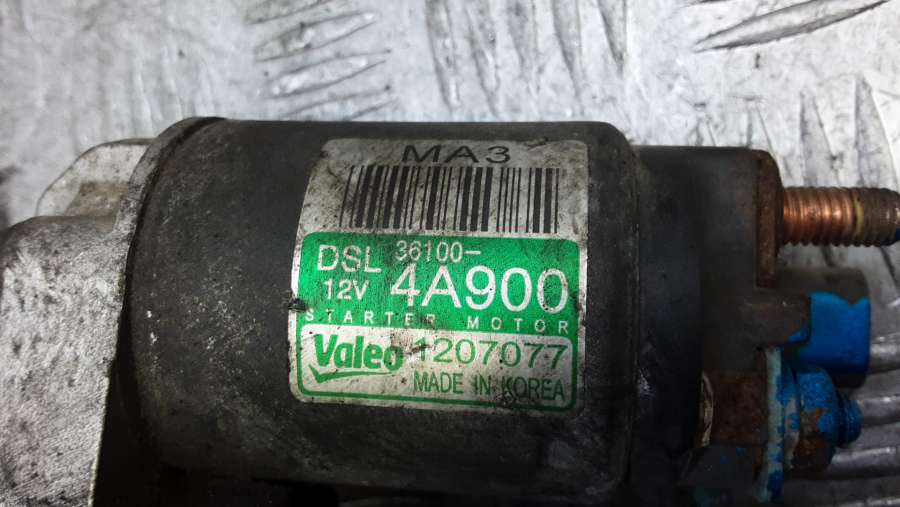 MA3
DSL 36100-
12V 4A900
STARTER MOTOR
Valeo 1207077
MADE IN KOREA